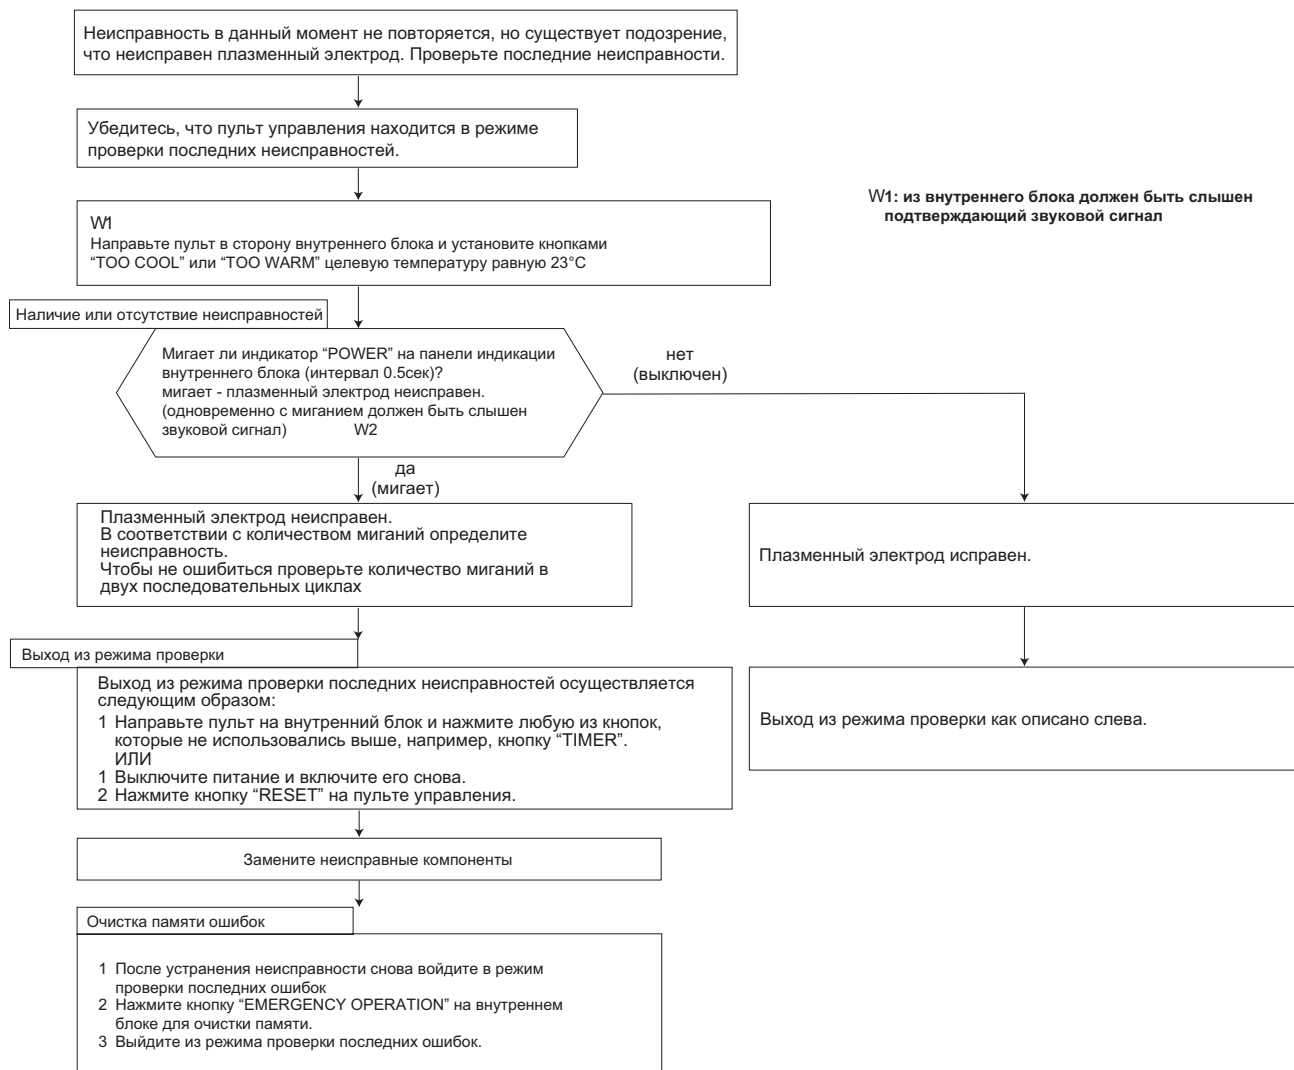 Неисправность в данный момент не повторяется, но существует подозрение,
что неисправен плазменный электрод. Проверьте последние неисправности.
Убедитесь, что пульт управления находится в режиме
проверки последних неисправностей.
W1
Направьте пульт в сторону внутреннего блока и установите кнопками
“TOO COOL” или “TOO WARM” целевую температуру равную 23°C
W1: из внутреннего блока должен быть слышен
подтверждающий звуковой сигнал
Наличие или отсутствие неисправностей
Мигает ли индикатор “POWER” на панели индикации
внутреннего блока (интервал 0.5сек)?
мигает - плазменный электрод неисправен.
(одновременно с миганием должен быть слышен
звуковой сигнал) W2
нет
(выключен)
да
(мигает)
Плазменный электрод неисправен.
В соответствии с количеством миганий определите
неисправность.
Чтобы не ошибиться проверьте количество миганий в
двух последовательных циклах
Плазменный электрод исправен.
Выход из режима проверки
Выход из режима проверки последних неисправностей осуществляется
следующим образом:
1 Направьте пульт на внутренний блок и нажмите любую из кнопок,
которые не использовались выше, например, кнопку “TIMER”.
ИЛИ
1 Выключите питание и включите его снова.
2 Нажмите кнопку “RESET” на пульте управления.
Выход из режима проверки как описано слева.
Замените неисправные компоненты
Очистка памяти ошибок
1 После устранения неисправности снова войдите в режим
проверки последних ошибок
2 Нажмите кнопку “EMERGENCY OPERATION” на внутреннем
блоке для очистки памяти.
3 Выйдите из режима проверки последних ошибок.